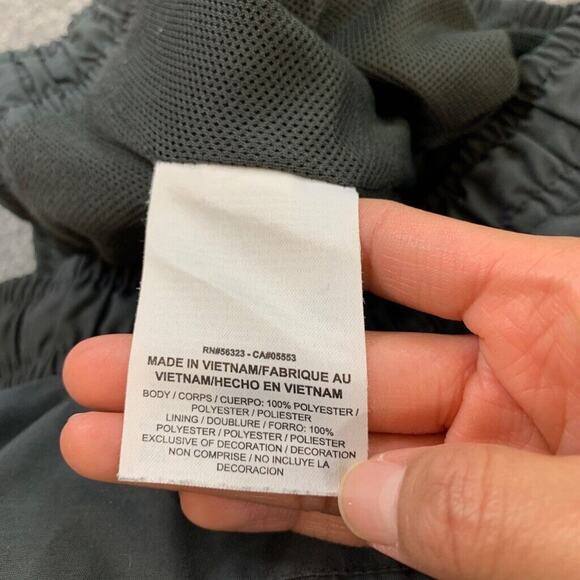 RN#56323 - CA#05553
MADE IN VIETNAM/FABRIQUE AU
VIETNAM/HECHO EN VIETNAM
BODY / CORPS / CUERPO: 100% POLYESTER /
POLYESTER / POLIESTER
LINING / DOUBLURE / FORRO: 100%
POLYESTER / POLYESTER / POLIESTER
EXCLUSIVE OF DECORATION / DECORATION
NON COMPRISE / NO INCLUYE LA
DECORACION